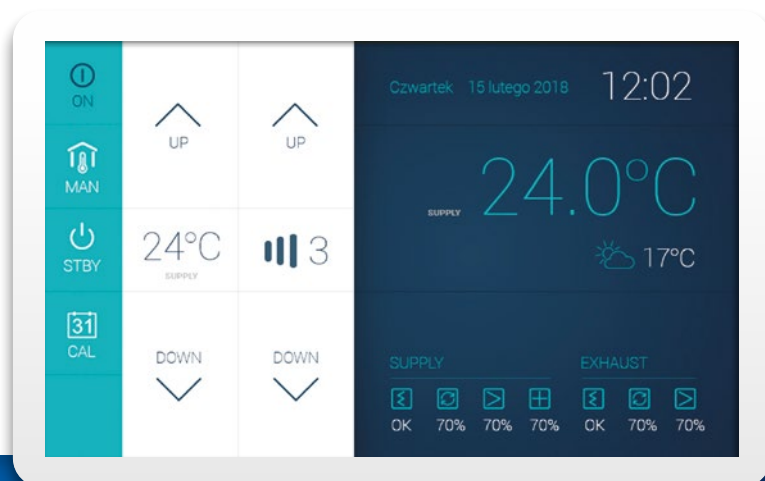 ON
MAN
STBY
31
CAL
UP
24°C
SUPPLY
DOWN
UP
3
DOWN
Czwartek 15 lutego 2018 12:02
SUPPLY 24.0°C
17°C
SUPPLY EXHAUST
OK 70% 70% 70% OK 70% 70%